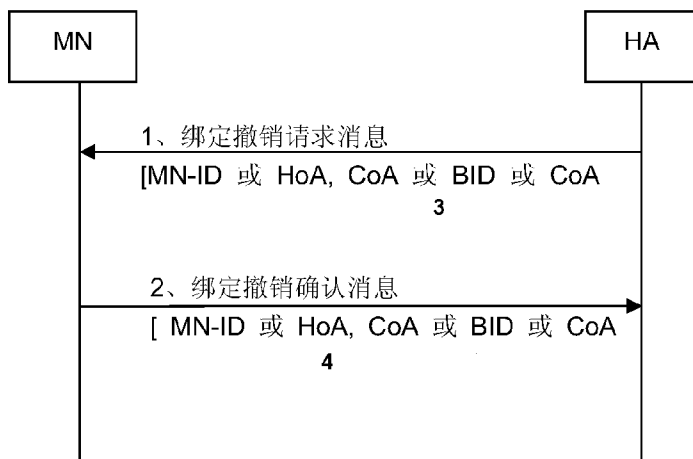 MN
HA
1、绑定撤销请求消息
[MN-ID 或 HoA, CoA 或 BID 或 CoA
3
2、绑定撤销确认消息
[ MN-ID 或 HoA, CoA 或 BID 或 CoA
4